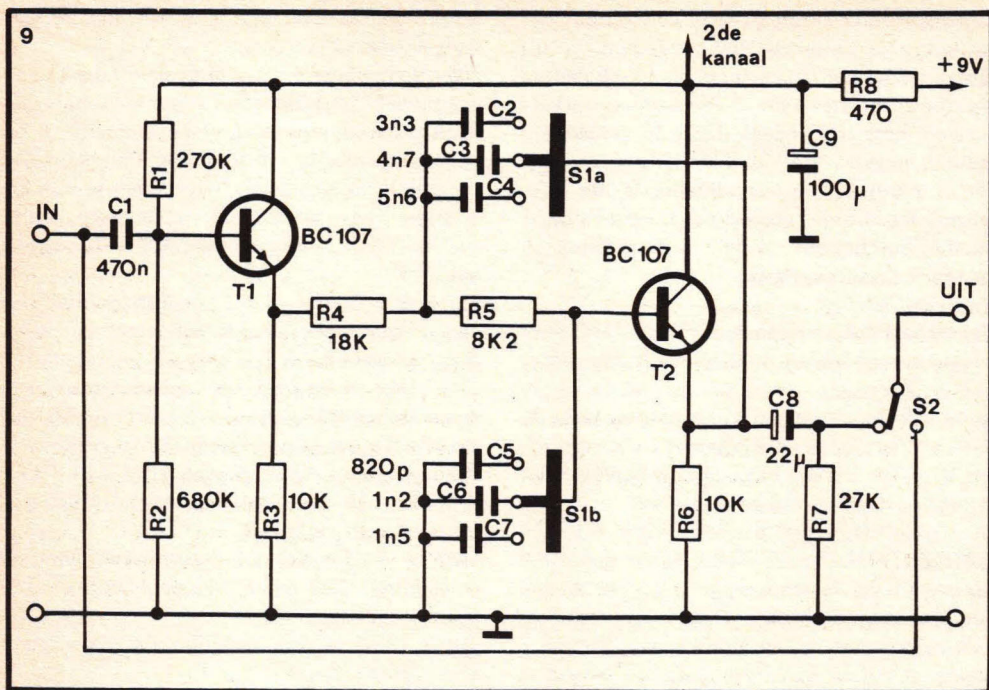 9
2de
kanaal
+9V
R8
470
C9
100µ
3n3
C2
4n7
C3
5n6
C4
S1a
R1
270K
IN
C1
470n
BC107
T1
BC107
T2
UIT
R4
18K
R5
8K2
C8
22µ
S2
R2
680K
R3
10K
820p
C5
1n2
C6
1n5
C7
S1b
R6
10K
R7
27K